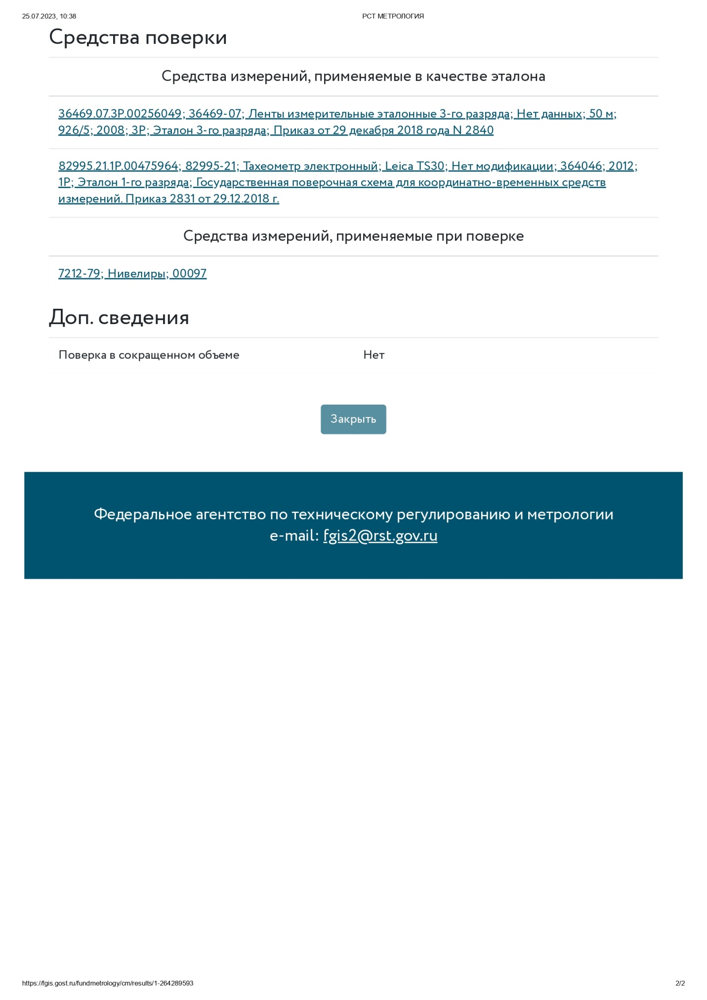 25.07.2023, 10:38
РСТ МЕТРОЛОГИЯ
Средства поверки
Средства измерений, применяемые в качестве эталона
36469.07.3Р.00256049; 36469-07; Ленты измерительные эталонные 3-го разряда; Нет данных; 50 м;
926/5; 2008; 3Р; Эталон 3-го разряда; Приказ от 29 декабря 2018 года N 2840
82995.21.1Р.00475964; 82995-21; Тахеометр электронный; Leica TS30; Нет модификации; 364046; 2012;
1Р; Эталон 1-го разряда; Государственная поверочная схема для координатно-временных средств
измерений. Приказ 2831 от 29.12.2018 г.
Средства измерений, применяемые при поверке
7212-79; Нивелиры; 00097
Доп. сведения
Поверка в сокращенном объеме
Нет
Закрыть
Федеральное агентство по техническому регулированию и метрологии
e-mail: fgis2@rst.gov.ru
https://fgis.gost.ru/fundmetrology/cm/results/1-264289593
2/2